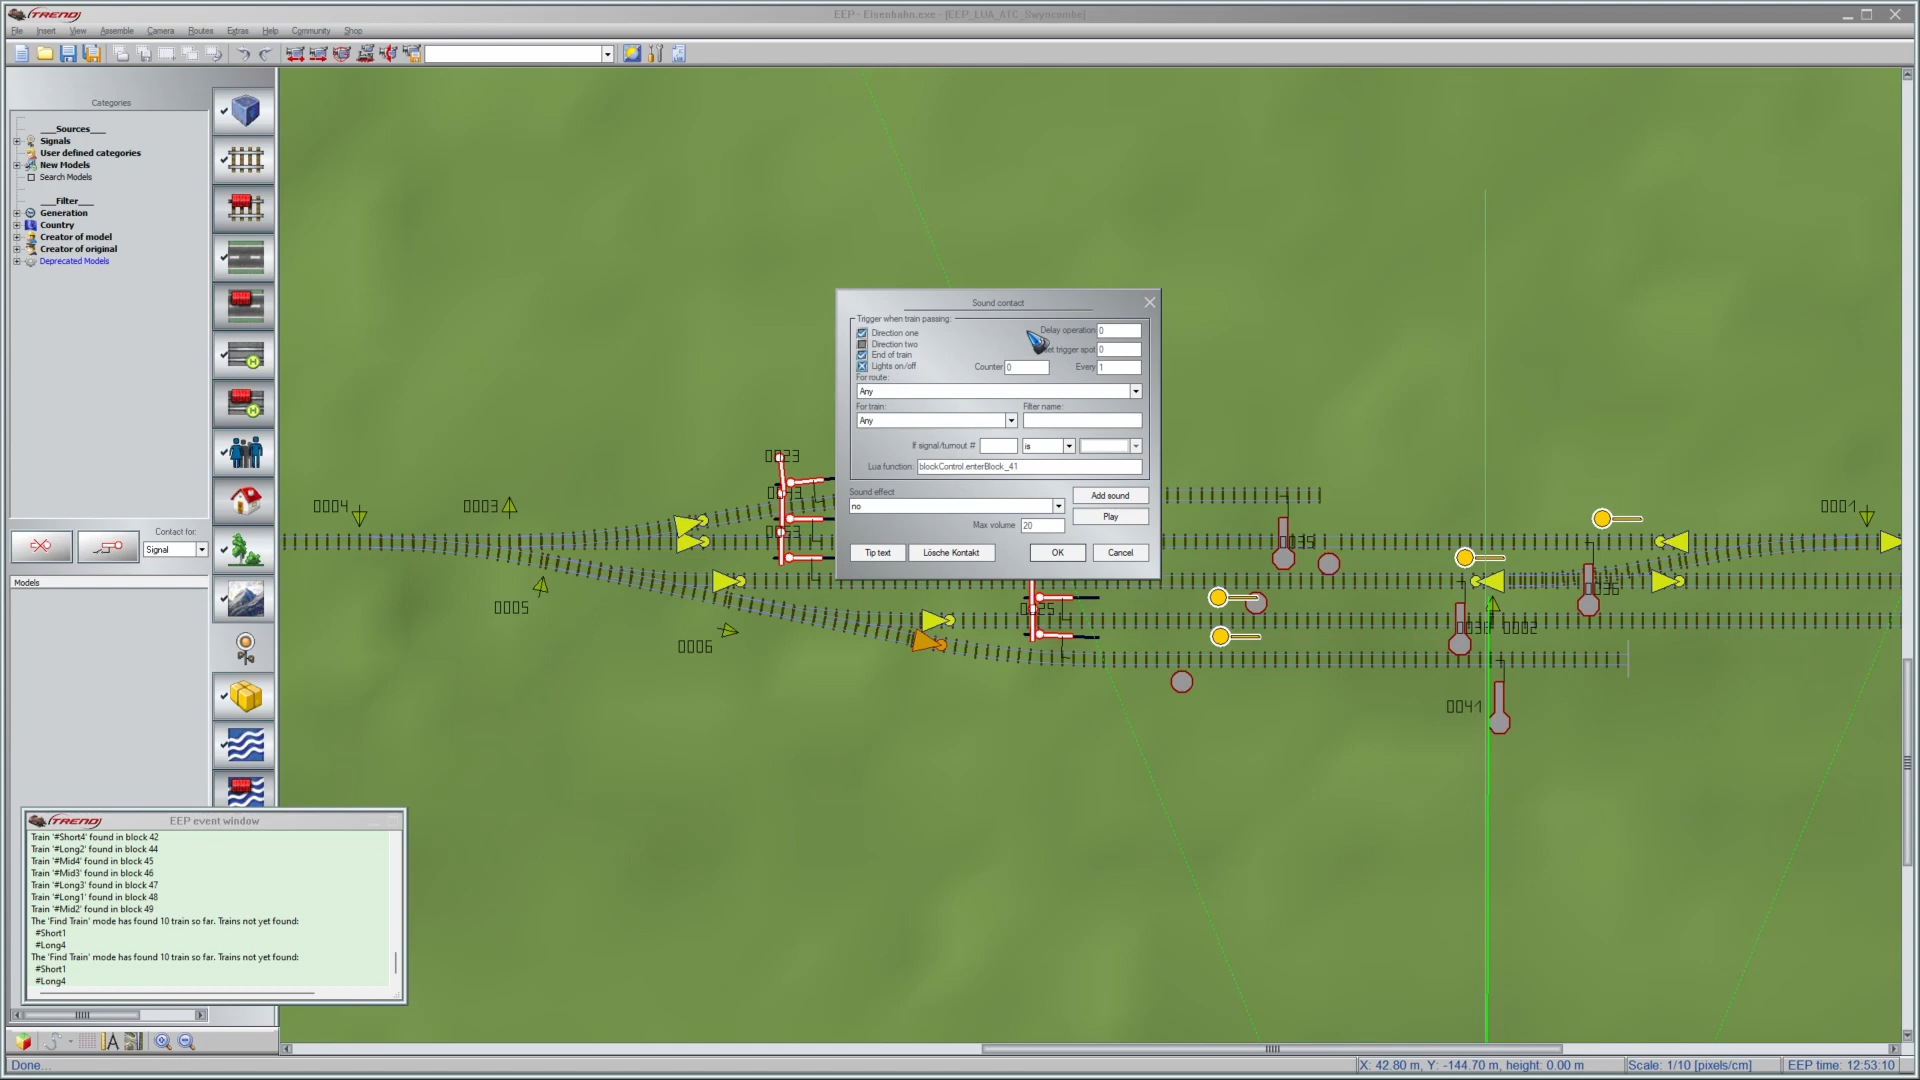 TREND
EEP - Eisenbahn.exe - [EEP_LUA_ATC_Swyncombe]
File Insert View Assemble Camera Routes Extras Help Community Shop
Categories
___Sources___
Signals
User defined categories
New Models
Search Models
___Filter___
Generation
Country
Creator of model
Creator of original
Deprecated Models
Contact for:
Signal
Models
Sound contact
Trigger when train passing:
Direction one
Delay operation 0
Direction two
set trigger spot 0
End of train
Lights on/off
Counter 0
Every 1
For route:
Any
For train:
Filter name:
Any
If signal/turnout #
is
Lua function: blockControl.enterBlock_41
Sound effect
Add sound
no
Play
Max volume 20
Tip text
Lösche Kontakt
OK
Cancel
0023
0004
0003
0001
0005
0006
0025
0002
0041
TREND
EEP event window
Train '#Short4' found in block 42
Train '#Long2' found in block 44
Train '#Mid4' found in block 45
Train '#Mid3' found in block 46
Train '#Long3' found in block 47
Train '#Long1' found in block 48
Train '#Mid2' found in block 49
The 'Find Train' mode has found 10 train so far. Trains not yet found:
#Short1
#Long4
The 'Find Train' mode has found 10 train so far. Trains not yet found:
#Short1
#Long4
Done...
X: 42.80 m, Y: -144.70 m, height: 0.00 m
Scale: 1/10 [pixels/cm]
EEP time: 12:53:10